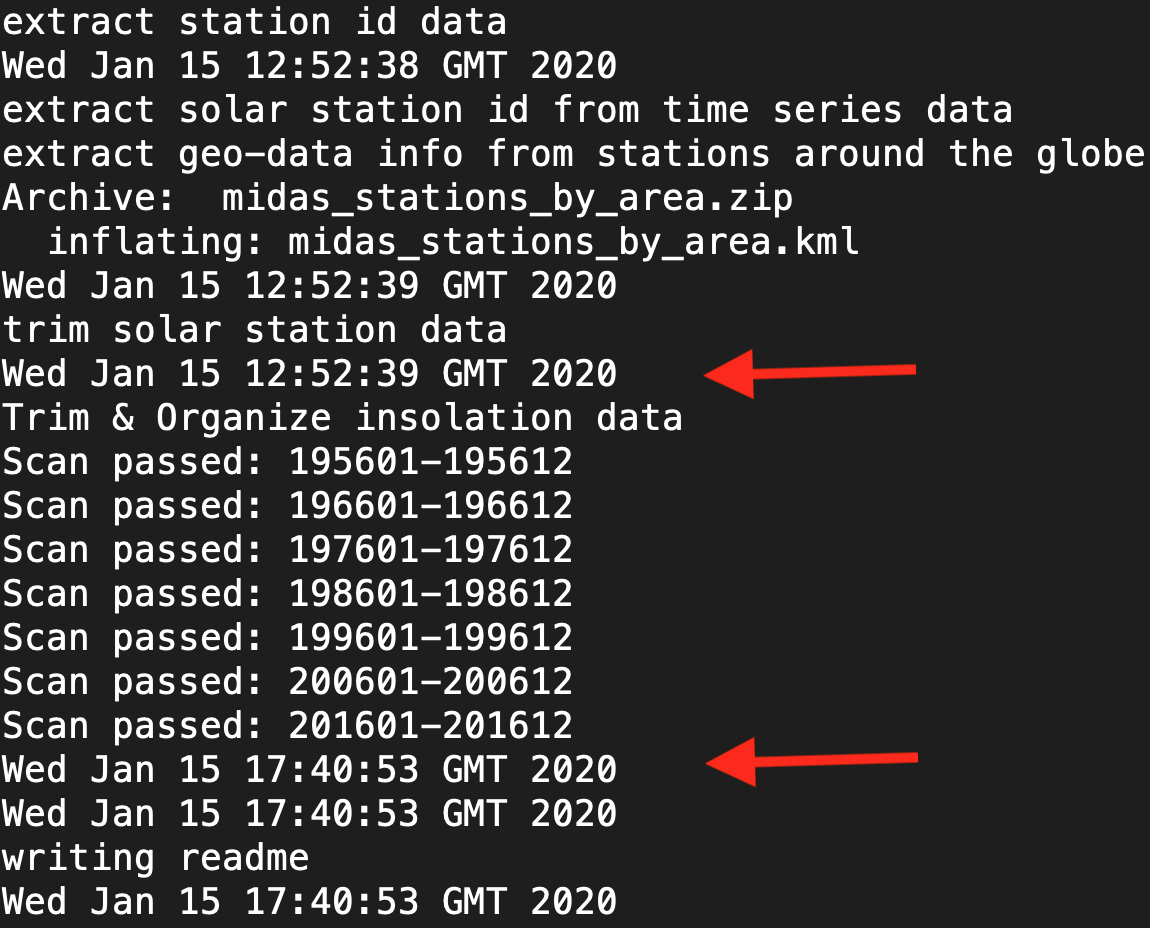 extract station id data
Wed Jan 15 12:52:38 GMT 2020
extract solar station id from time series data
extract geo-data info from stations around the globe
Archive:  midas_stations_by_area.zip
  inflating: midas_stations_by_area.kml
Wed Jan 15 12:52:39 GMT 2020
trim solar station data
Wed Jan 15 12:52:39 GMT 2020
Trim & Organize insolation data
Scan passed: 195601-195612
Scan passed: 196601-196612
Scan passed: 197601-197612
Scan passed: 198601-198612
Scan passed: 199601-199612
Scan passed: 200601-200612
Scan passed: 201601-201612
Wed Jan 15 17:40:53 GMT 2020
Wed Jan 15 17:40:53 GMT 2020
writing readme
Wed Jan 15 17:40:53 GMT 2020